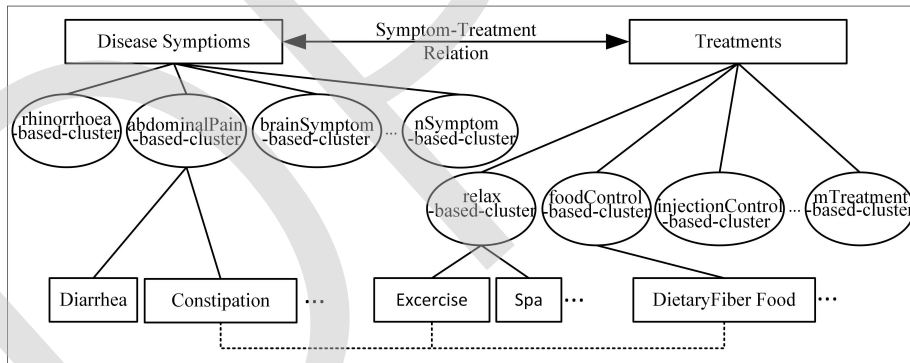 Disease Symptioms
Symptom-Treatment
Relation
Treatments
rhinorrhoea
-based-cluster
abdominalPain
-based-cluster
brainSymptom
-based-cluster
...
nSymptom
-based-cluster
relax
-based-cluster
foodControl
-based-cluster
injectionControl
-based-cluster
...
mTreatment
-based-cluster
Diarrhea
Constipation
...
Excercise
Spa
...
DietaryFiber Food
...